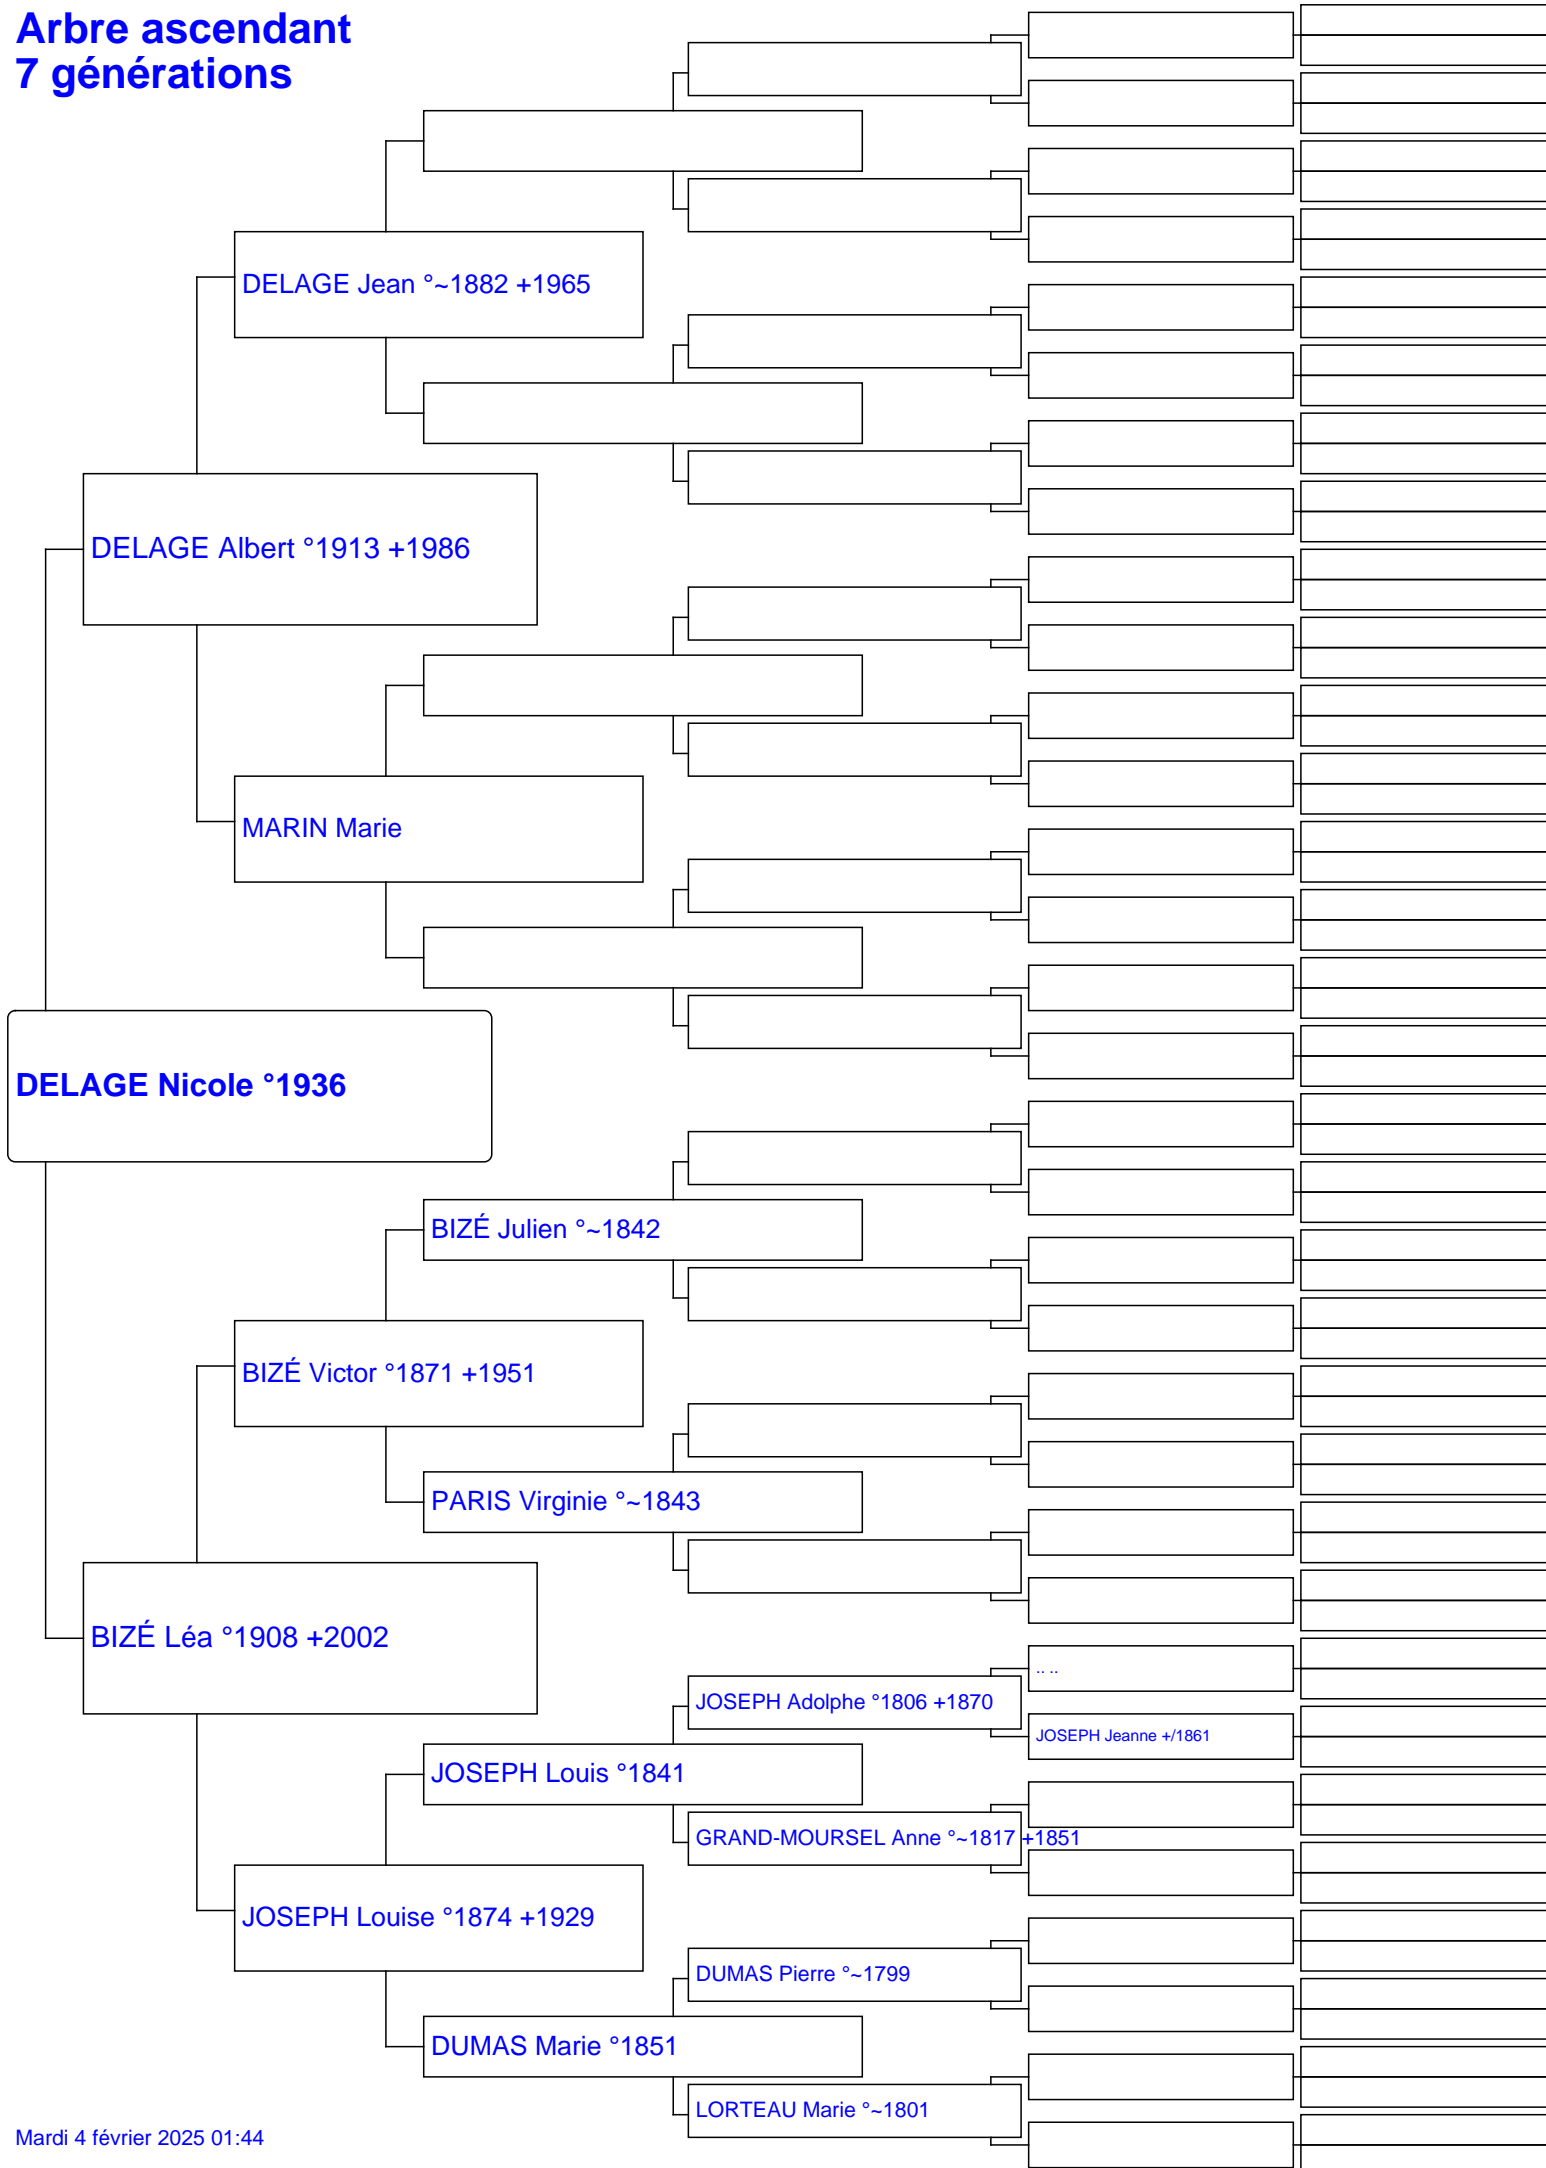 Arbre ascendant
7 générations
DELAGE Jean °~1882 +1965
DELAGE Albert °1913 +1986
MARIN Marie
DELAGE Nicole °1936
BIZÉ Julien °~1842
BIZÉ Victor °1871 +1951
PARIS Virginie °~1843
BIZÉ Léa °1908 +2002
.. ..
JOSEPH Adolphe °1806 +1870
JOSEPH Jeanne +/1861
JOSEPH Louis °1841
GRAND-MOURSEL Anne °~1817 +1851
JOSEPH Louise °1874 +1929
DUMAS Pierre °~1799
DUMAS Marie °1851
LORTEAU Marie °~1801
Mardi 4 février 2025 01:44